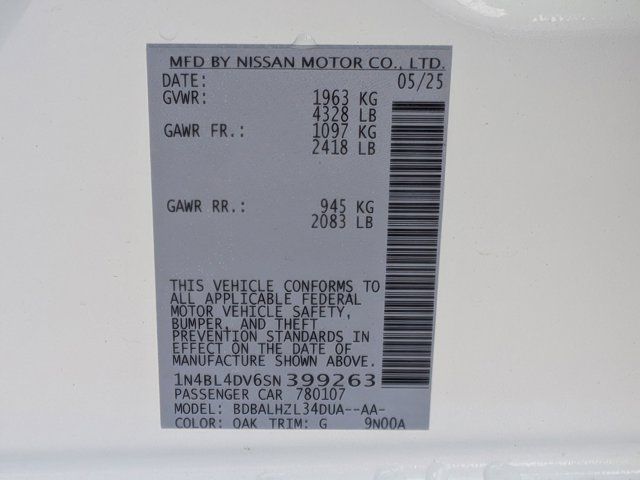 MFD BY NISSAN MOTOR CO., LTD.
DATE: 05/25
GVWR: 1963 KG
4328 LB
GAWR FR.: 1097 KG
2418 LB
GAWR RR.: 945 KG
2083 LB
THIS VEHICLE CONFORMS TO
ALL APPLICABLE FEDERAL
MOTOR VEHICLE SAFETY,
BUMPER, AND THEFT
PREVENTION STANDARDS IN
EFFECT ON THE DATE OF
MANUFACTURE SHOWN ABOVE.
1N4BL4DV6SN399263
PASSENGER CAR 780107
MODEL: BDBALHZL34DUA--AA-
COLOR: QAK TRIM: G 9N00A